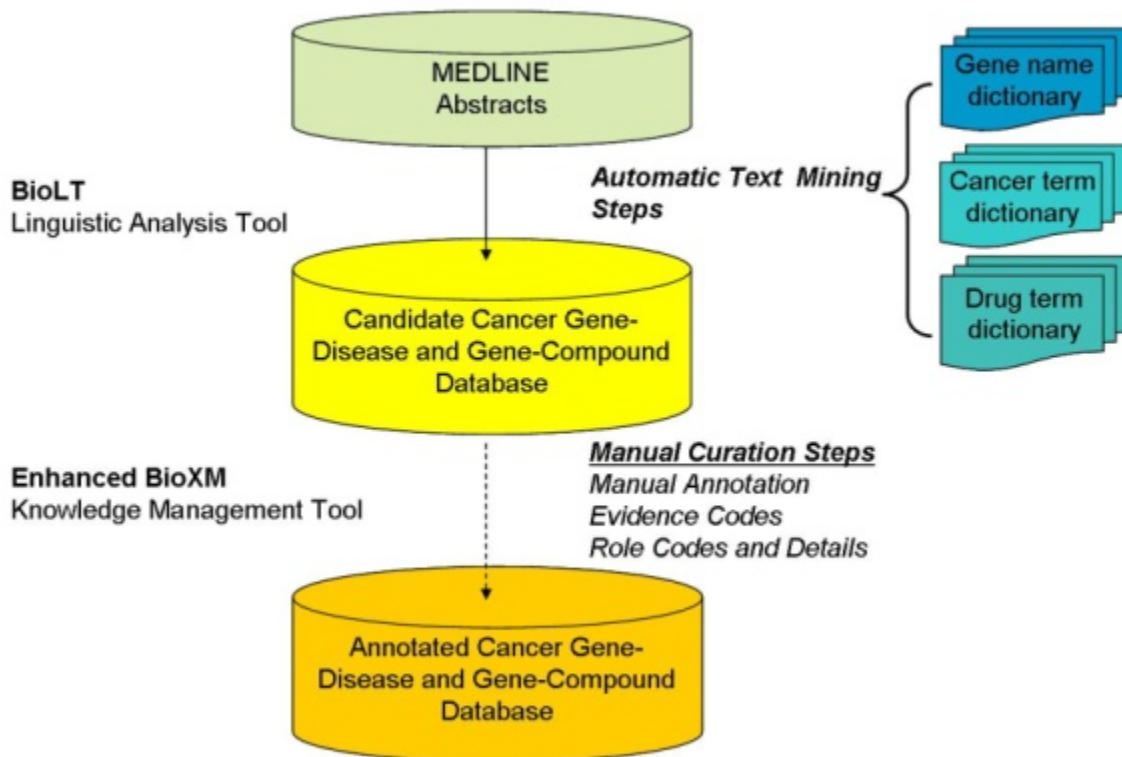 MEDLINE
Abstracts
Gene name
dictionary
BioLT
Linguistic Analysis Tool
Automatic Text Mining
Steps
Cancer term
dictionary
Drug term
dictionary
Candidate Cancer Gene-
Disease and Gene-Compound
Database
Enhanced BioXM
Knowledge Management Tool
Manual Curation Steps
Manual Annotation
Evidence Codes
Role Codes and Details
Annotated Cancer Gene-
Disease and Gene-Compound
Database